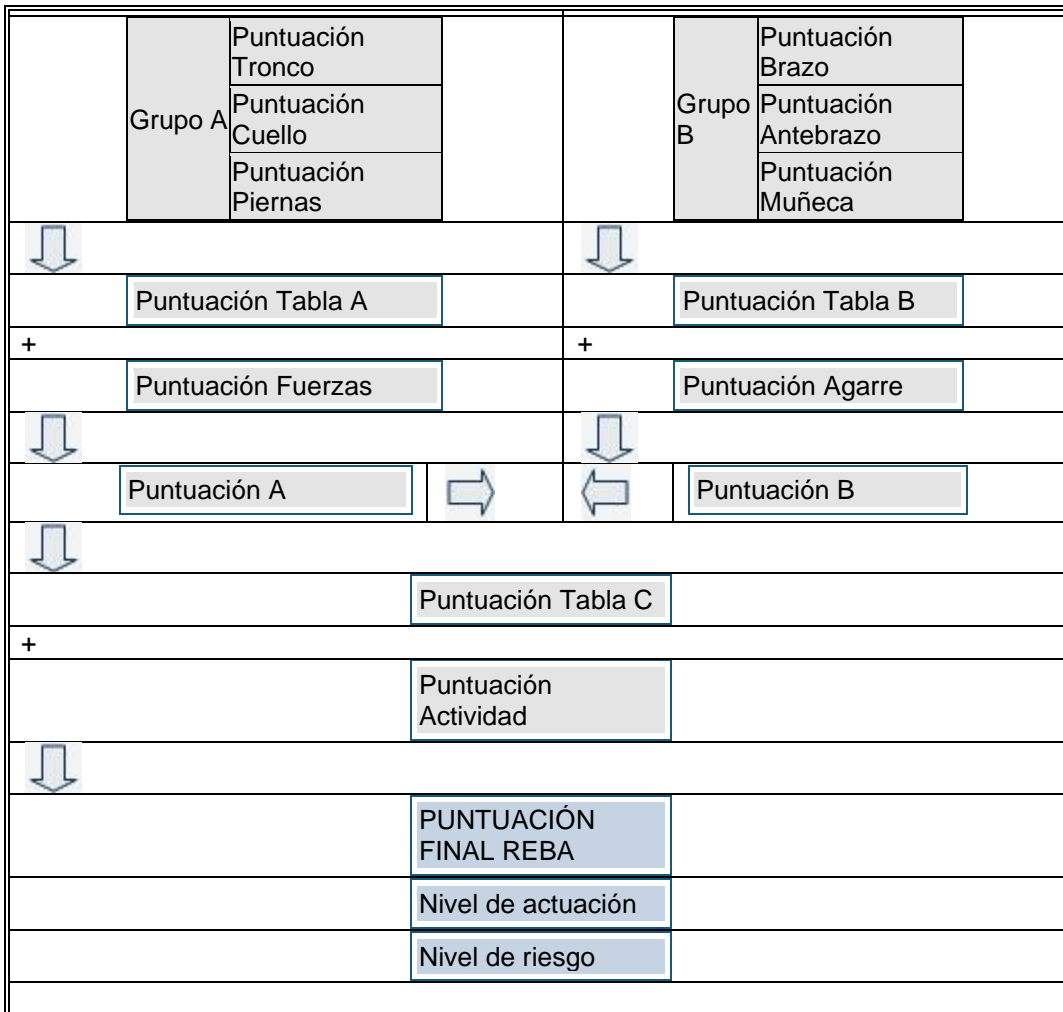 Grupo A
Puntuación
Tronco
Puntuación
Cuello
Puntuación
Piernas
Grupo
B
Puntuación
Brazo
Puntuación
Antebrazo
Puntuación
Muñeca
Puntuación Tabla A
Puntuación Tabla B
+
+
Puntuación Fuerzas
Puntuación Agarre
Puntuación A
Puntuación B
Puntuación Tabla C
+
Puntuación
Actividad
PUNTUACIÓN
FINAL REBA
Nivel de actuación
Nivel de riesgo